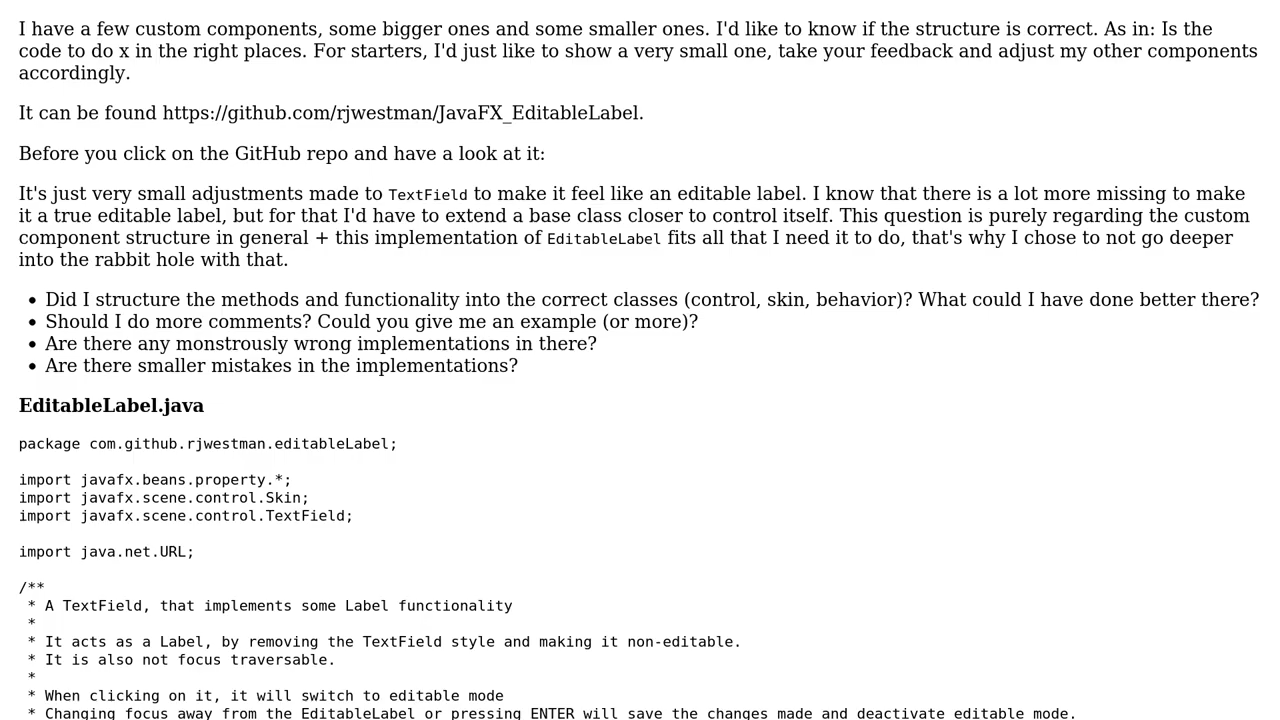 I have a few custom components, some bigger ones and some smaller ones. I'd like to know if the structure is correct. As in: Is the
code to do x in the right places. For starters, I'd just like to show a very small one, take your feedback and adjust my other components
accordingly.
It can be found https://github.com/rjwestman/JavaFX_EditableLabel.
Before you click on the GitHub repo and have a look at it:
It's just very small adjustments made to TextField to make it feel like an editable label. I know that there is a lot more missing to make
it a true editable label, but for that I'd have to extend a base class closer to control itself. This question is purely regarding the custom
component structure in general + this implementation of EditableLabel fits all that I need it to do, that's why I chose to not go deeper
into the rabbit hole with that.
• Did I structure the methods and functionality into the correct classes (control, skin, behavior)? What could I have done better there?
• Should I do more comments? Could you give me an example (or more)?
• Are there any monstrously wrong implementations in there?
• Are there smaller mistakes in the implementations?
EditableLabel.java
package com.github.rjwestman.editableLabel;
import javafx.beans.property.*;
import javafx.scene.control.Skin;
import javafx.scene.control.TextField;
import java.net.URL;
/**
* A TextField, that implements some Label functionality
*
* It acts as a Label, by removing the TextField style and making it non-editable.
* It is also not focus traversable.
*
* When clicking on it, it will switch to editable mode
* Changing focus away from the EditableLabel or pressing ENTER will save the changes made and deactivate editable mode.